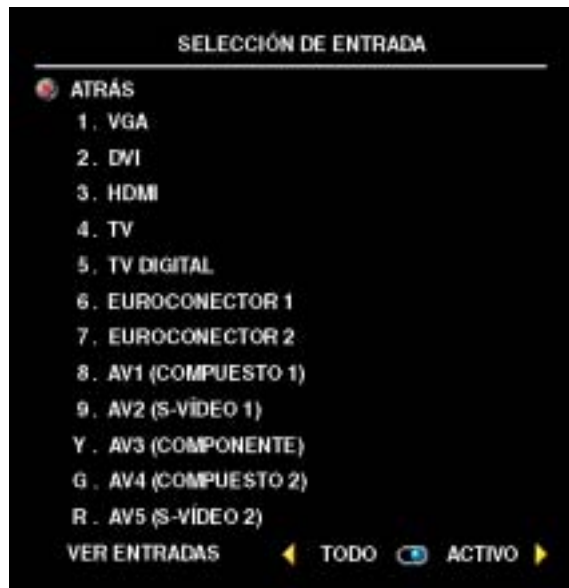 SELECCIÓN DE ENTRADA
ATRÁS
1. VGA
2. DVI
3. HDMI
4. TV
5. TV DIGITAL
6. EUROCONECTOR 1
7. EUROCONECTOR 2
8. AV1 (COMPUESTO 1)
9. AV2 (S-VÍDEO 1)
Y. AV3 (COMPONENTE)
G. AV4 (COMPUESTO 2)
R. AV5 (S-VÍDEO 2)
VER ENTRADAS TODO ACTIVO